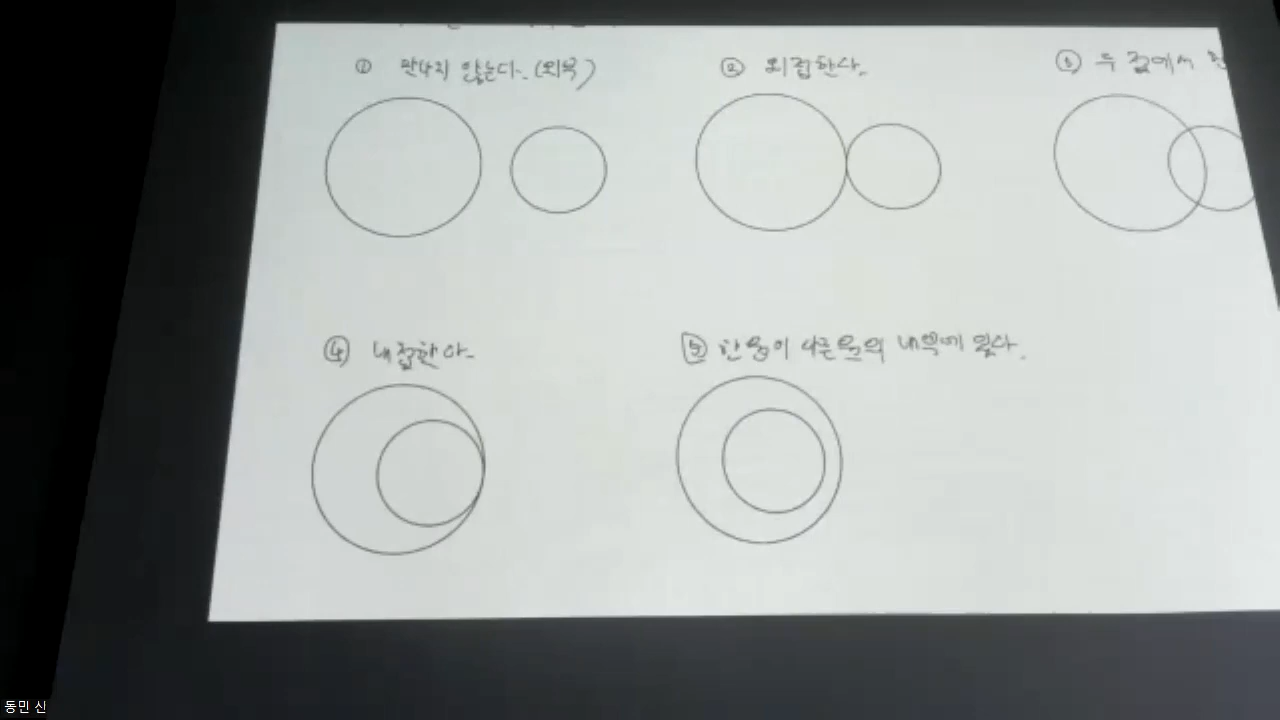 ① 만나지 않는다. (외부)
② 외접한다.
③ 두 점에서
④ 내접한다.
⑤ 한 원이 다른 원의 내부에 있다.
동민 신